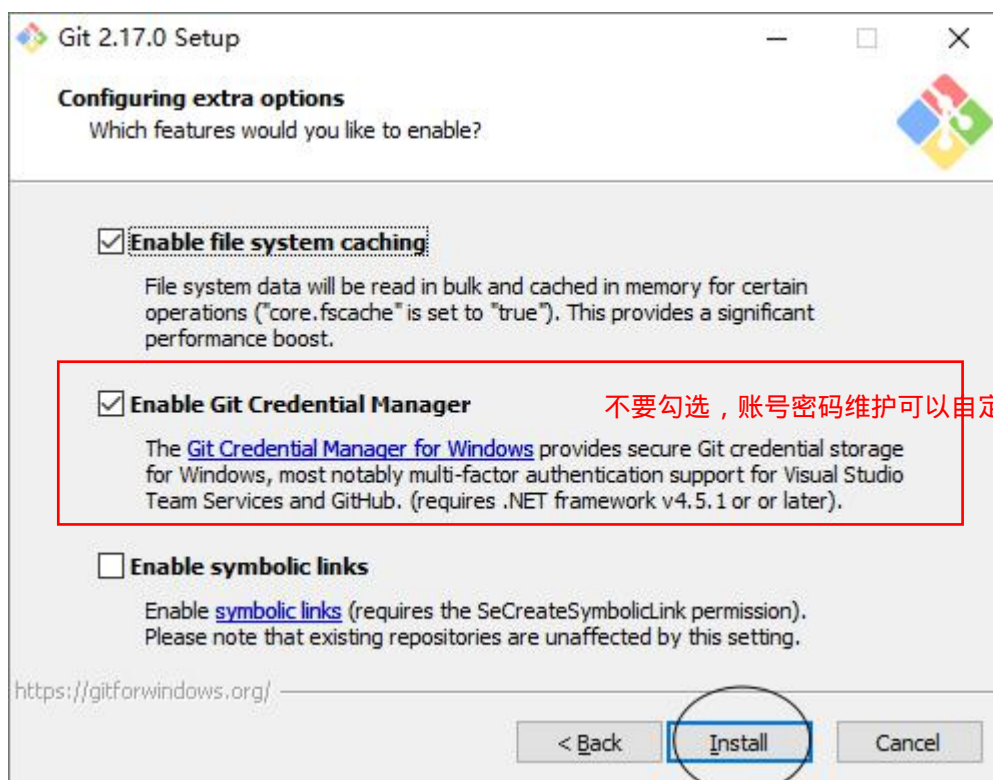 Git 2.17.0 Setup
Configuring extra options
Which features would you like to enable?
Enable file system caching
File system data will be read in bulk and cached in memory for certain
operations ("core.fscache" is set to "true"). This provides a significant
performance boost.
Enable Git Credential Manager
不要勾选，账号密码维护可以自定
The Git Credential Manager for Windows provides secure Git credential storage
for Windows, most notably multi-factor authentication support for Visual Studio
Team Services and GitHub. (requires .NET framework v4.5.1 or or later).
Enable symbolic links
Enable symbolic links (requires the SeCreateSymbolicLink permission).
Please note that existing repositories are unaffected by this setting.
https://gitforwindows.org/
< Back
Install
Cancel